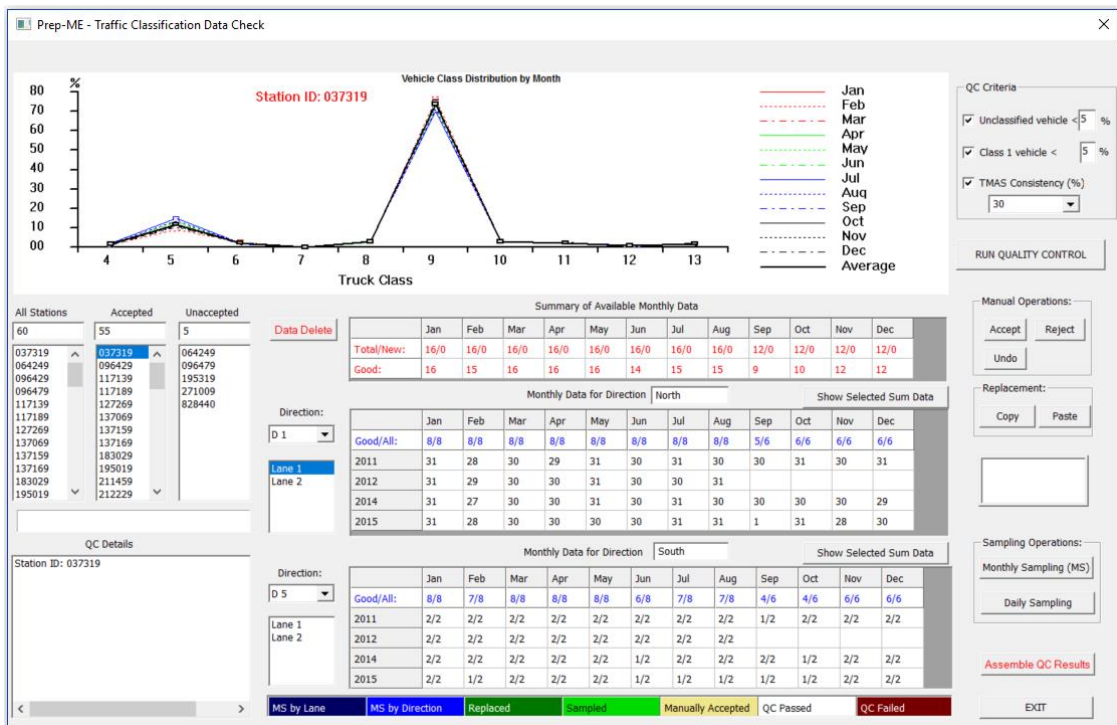 Prep-ME - Traffic Classification Data Check
Vehicle Class Distribution by Month
%
Station ID: 037319
80
70
60
50
40
30
20
10
00
4 5 6 7 8 9 10 11 12 13
Truck Class
Jan
Feb
Mar
Apr
May
Jun
Jul
Aug
Sep
Oct
Nov
Dec
Average
QC Criteria
Unclassified vehicle < 5 %
Class 1 vehicle < 5 %
TMAS Consistency (%)
30
RUN QUALITY CONTROL
All Stations Accepted Unaccepted
60 55 5
037319 037319 064249
064249 096429 096479
096429 117139 195319
096479 117189 271009
117139 127269 828440
117189 137069
127269 137159
137069 137169
137159 183029
137169 195019
183029 211459
195019 212229
Data Delete
Summary of Available Monthly Data
Jan Feb Mar Apr May Jun Jul Aug Sep Oct Nov Dec
Total/New: 16/0 16/0 16/0 16/0 16/0 16/0 16/0 16/0 12/0 12/0 12/0 12/0
Good: 16 15 16 16 16 14 15 15 9 10 12 12
Monthly Data for Direction North
Show Selected Sum Data
Direction:
D 1
Lane 1
Lane 2
Jan Feb Mar Apr May Jun Jul Aug Sep Oct Nov Dec
Good/All: 8/8 8/8 8/8 8/8 8/8 8/8 8/8 8/8 5/6 6/6 6/6 6/6
2011 31 28 30 29 31 30 31 30 30 31 30 31
2012 31 29 30 30 31 30 30 31
2014 31 27 30 30 31 30 31 30 30 30 30 29
2015 31 28 30 30 30 30 31 31 1 31 28 30
Manual Operations:
Accept Reject
Undo
Replacement:
Copy Paste
QC Details
Station ID: 037319
Monthly Data for Direction South
Show Selected Sum Data
Direction:
D 5
Lane 1
Lane 2
Jan Feb Mar Apr May Jun Jul Aug Sep Oct Nov Dec
Good/All: 8/8 7/8 8/8 8/8 8/8 6/8 7/8 7/8 4/6 4/6 6/6 6/6
2011 2/2 2/2 2/2 2/2 2/2 2/2 2/2 2/2 1/2 2/2 2/2 2/2
2012 2/2 2/2 2/2 2/2 2/2 2/2 2/2 2/2
2014 2/2 2/2 2/2 2/2 2/2 1/2 2/2 2/2 2/2 1/2 2/2 2/2
2015 2/2 1/2 2/2 2/2 2/2 1/2 1/2 1/2 1/2 1/2 2/2 2/2
Sampling Operations:
Monthly Sampling (MS)
Daily Sampling
Assemble QC Results
MS by Lane MS by Direction Replaced Sampled Manually Accepted QC Passed QC Failed
EXIT